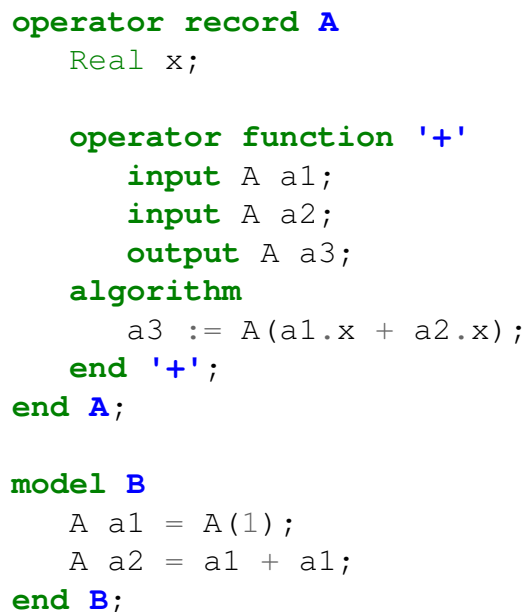 operator record A
   Real x;

   operator function '+'
      input A a1;
      input A a2;
      output A a3;
   algorithm
      a3 := A(a1.x + a2.x);
   end '+';
end A;

model B
   A a1 = A(1);
   A a2 = a1 + a1;
end B;